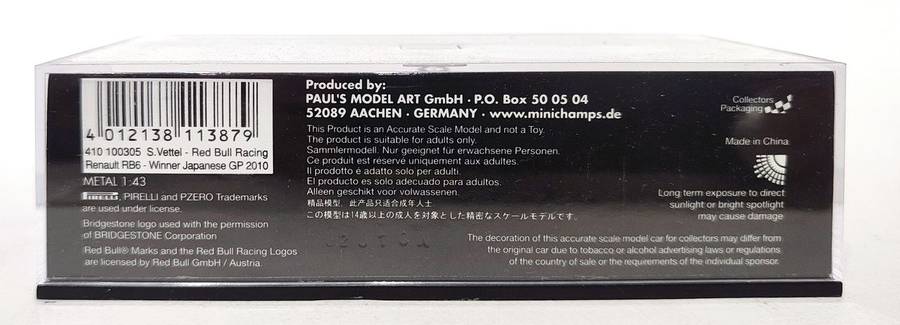 4 012138 113879
410 100305 S.Vettel - Red Bull Racing
Renault RB6 - Winner Japanese GP 2010
METAL 1:43
, PIRELLI and PZERO Trademarks
are used under license.
Bridgestone logo used with the permission
of BRIDGESTONE Corporation
Red Bull® Marks and the Red Bull Racing Logos
are licensed by Red Bull GmbH / Austria.
Produced by:
PAUL'S MODEL ART GmbH · P.O. Box 50 05 04
52089 AACHEN · GERMANY · www.minichamps.de
This Product is an Accurate Scale Model and not a Toy.
The product is suitable for adults only.
Sammlermodell. Nur geeignet für erwachsene Personen.
Ce produit est réservé uniquement aux adultes.
Il prodotto è adatto solo per adulti.
El producto es solo adecuado para adultos.
Alleen geschikt voor volwassenen.
精品模型, 此产品只适合成年人士
この模型は14歳以上の成人を対象とした精密なスケールモデルです。
Collectors
Packaging
Made in China
Long term exposure to direct
sunlight or bright spotlight
may cause damage
The decoration of this accurate scale model car for collectors may differ from
the original car due to tobacco or alcohol advertising laws or regulations
of the country of sale or the requirements of the individual sponsor.